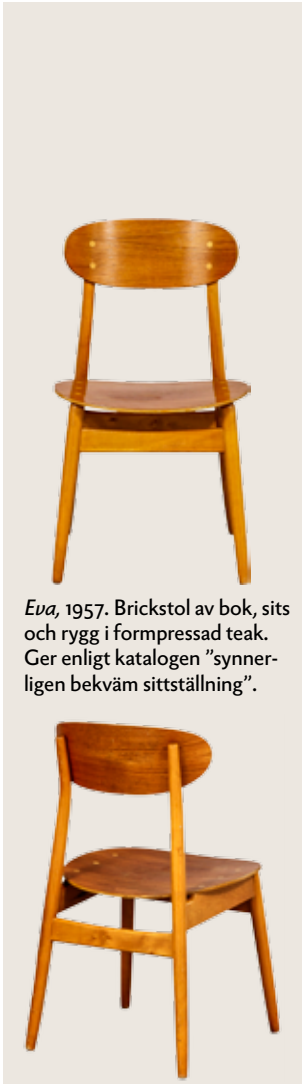 Eva, 1957. Brickstol av bok, sits
och rygg i formpressad teak.
Ger enligt katalogen ”synner-
ligen bekväm sittställning”.